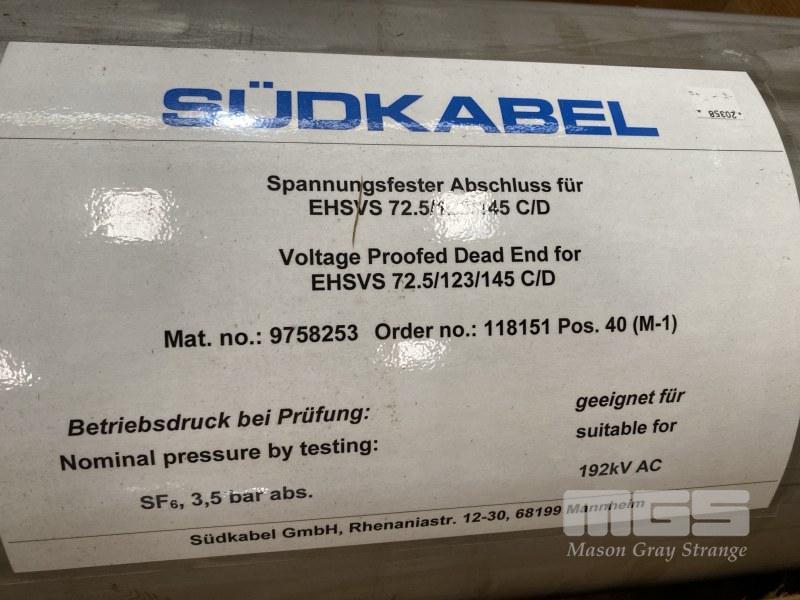 SÜDKABEL
20358
Spannungsfester Abschluss für
EHSVS 72.5/ /145 C/D
Voltage Proofed Dead End for
EHSVS 72.5/123/145 C/D
Mat. no.: 9758253 Order no.: 118151 Pos. 40 (M-1)
Betriebsdruck bei Prüfung: geeignet für
Nominal pressure by testing: suitable for
SF₆, 3,5 bar abs. 192kV AC
Südkabel GmbH, Rhenaniastr. 12-30, 68199 Mannheim
MGS
Mason Gray Strange